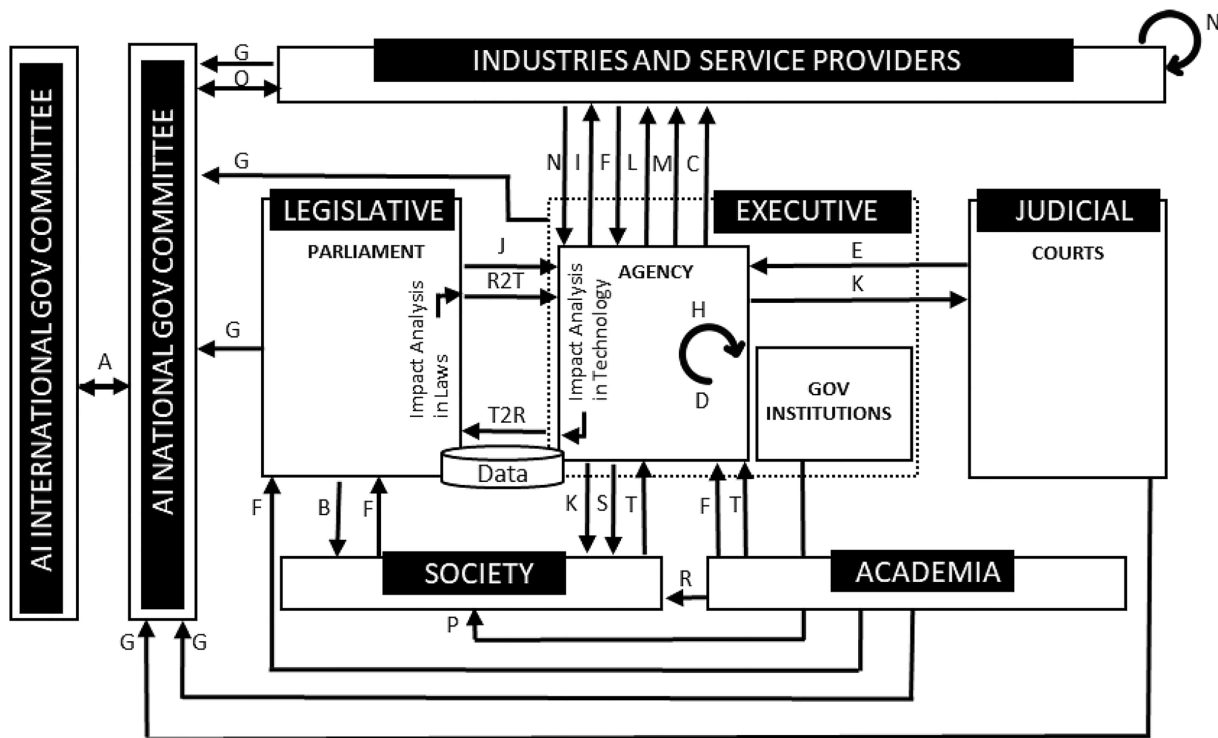 AI INTERNATIONAL GOV COMMITTEE
AI NATIONAL GOV COMMITTEE
G
O
INDUSTRIES AND SERVICE PROVIDERS
N
G
N
I
F
L
M
C
LEGISLATIVE
PARLIAMENT
EXECUTIVE
JUDICIAL
COURTS
J
R2T
AGENCY
E
K
Impact Analysis
in Laws
Impact Analysis
in Technology
H
D
G
A
GOV
INSTITUTIONS
T2R
Data
F
B
F
K
S
T
F
T
SOCIETY
R
ACADEMIA
P
G
G